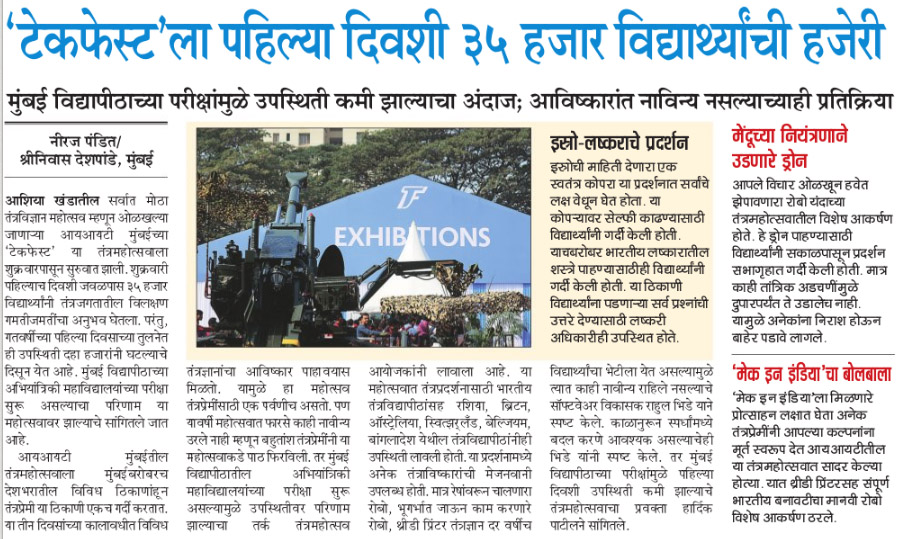 ‘टेकफेस्ट’ला पहिल्या दिवशी ३५ हजार विद्यार्थ्यांची हजेरी
मुंबई विद्यापीठाच्या परीक्षांमुळे उपस्थिती कमी झाल्याचा अंदाज; आविष्कारांत नाविन्य नसल्याच्याही प्रतिक्रिया
नीरज पंडित/
श्रीनिवास देशपांडे, मुंबई
आशिया खंडातील सर्वात मोठा
तंत्रविज्ञान महोत्सव म्हणून ओळखल्या
जाणाऱ्या आयआयटी मुंबईच्या
‘टेकफेस्ट’ या तंत्रमहोत्सवाला
शुक्रवारपासून सुरुवात झाली. शुक्रवारी
पहिल्याच दिवशी जवळपास ३५ हजार
विद्यार्थ्यांनी तंत्रजगतातील विलक्षण
गमतीजमतींचा अनुभव घेतला. परंतु,
गतवर्षीच्या पहिल्या दिवसाच्या तुलनेत
ही उपस्थिती दहा हजारांनी घटल्याचे
दिसून येत आहे. मुंबई विद्यापीठाच्या
अभियांत्रिकी महाविद्यालयांच्या परीक्षा
सुरू असल्याचा परिणाम या
महोत्सवावर झाल्याचे सांगितले जात
आहे.
आयआयटी मुंबईतील
तंत्रमहोत्सवाला मुंबईबरोबरच
देशभरातील विविध ठिकाणांहून
तंत्रप्रेमी या ठिकाणी एकच गर्दी करतात.
या तीन दिवसांच्या कालावधीत विविध
EXHIBITIONS
तंत्रज्ञानांचा आविष्कार पाहावयास
मिळतो. यामुळे हा महोत्सव
तंत्रप्रेमींसाठी एक पर्वणीच असतो. पण
यावर्षी महोत्सवात फारसे काही नावीन्य
उरले नाही म्हणून बहुतांश तंत्रप्रेमींनी या
महोत्सवाकडे पाठ फिरविली. तर मुंबई
विद्यापीठातील अभियांत्रिकी
महाविद्यालयांच्या परीक्षा सुरू
असल्यामुळे उपस्थितीवर परिणाम
झाल्याचा तर्क तंत्रमहोत्सव
आयोजकांनी लावाला आहे. या
महोत्सवात तंत्रप्रदर्शनासाठी भारतीय
तंत्रविद्यापीठांसह रशिया, ब्रिटन,
ऑस्ट्रेलिया, स्वित्झर्लंड, बेल्जियम,
बांगलादेश येथील तंत्रविद्यापीठांनीही
उपस्थिती लावली होती. या प्रदर्शनामध्ये
अनेक तंत्राविष्कारांची मेजनवानी
उपलब्ध होती. मात्र रेषांवरून चालणारा
रोबो, भूगर्भात जाऊन काम करणारे
रोबो, थ्रीडी प्रिंटर तंत्रज्ञान दर वर्षीच
इस्रो-लष्कराचे प्रदर्शन
इस्रोची माहिती देणारा एक
स्वतंत्र कोपरा या प्रदर्शनात सर्वांचे
लक्ष वेधून घेत होता. या
कोपऱ्यावर सेल्फी काढण्यासाठी
विद्यार्थ्यांनी गर्दी केली होती.
याचबरोबर भारतीय लष्करातील
शस्त्रे पाहण्यासाठीही विद्यार्थ्यांनी
गर्दी केली होती. या ठिकाणी
विद्यार्थ्यांना पडणाऱ्या सर्व प्रश्नांची
उत्तरे देण्यासाठी लष्करी
अधिकारीही उपस्थित होते.
विद्यार्थ्यांचा भेटीला येत असल्यामुळे
त्यात काही नावीन्य राहिले नसल्याचे
सॉफ्टवेअर विकासक राहुल भिडे याने
स्पष्ट केले. काळानुरून स्पर्धांमध्ये
बदल करणे आवश्यक असल्याचेही
भिडे यांनी स्पष्ट केले. तर मुंबई
विद्यापीठाच्या परीक्षांमुळे पहिल्या
दिवशी उपस्थिती कमी झाल्याचे
तंत्रमहोत्सवाचा प्रवक्ता हार्दिक
पाटीलने सांगितले.
मेंदूच्या नियंत्रणाने
उडणारे ड्रोन
आपले विचार ओळखून हवेत
झेपावणारा रोबो यंदाच्या
तंत्रमहोत्सवातील विशेष आकर्षण
होते. हे ड्रोन पाहण्यासाठी
विद्यार्थ्यांनी सकाळपासून प्रदर्शन
सभागृहात गर्दी केली होती. मात्र
काही तांत्रिक अडचणींमुळे
दुपारपर्यंत ते उडालेच नाही.
यामुळे अनेकांना निराश होऊन
बाहेर पडावे लागले.
‘मेक इन इंडिया’चा बोलबाला
‘मेक इन इंडिया’ला मिळणारे
प्रोत्साहन लक्षात घेता अनेक
तंत्रप्रेमींनी आपल्या कल्पनांना
मूर्त स्वरूप देत आयआयटीतील
या तंत्रमहोत्सवात सादर केल्या
होत्या. यात थ्रीडी प्रिंटरसह संपूर्ण
भारतीय बनावटीचा मानवी रोबो
विशेष आकर्षण ठरले.